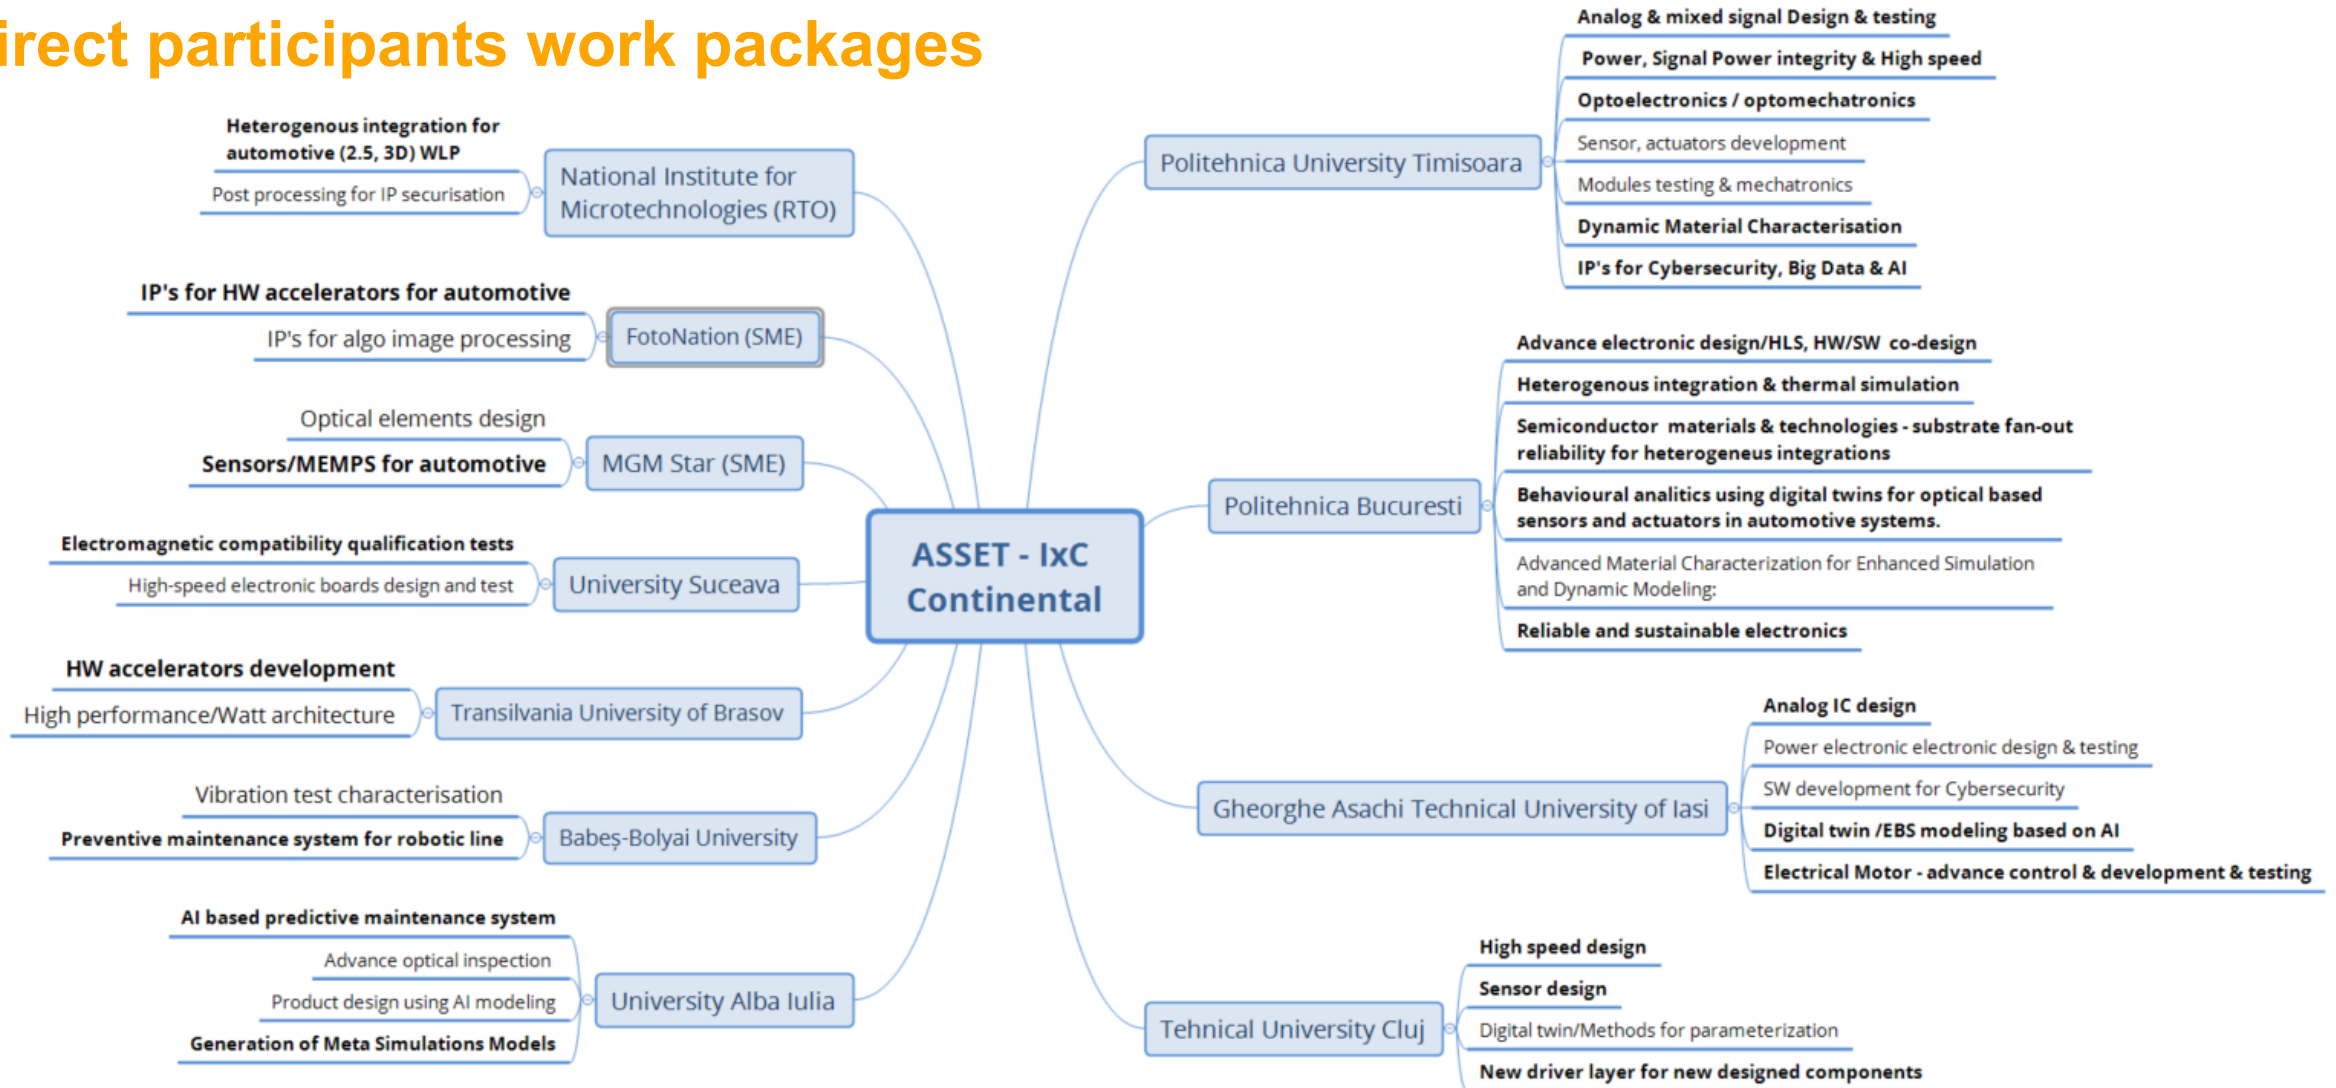 irect participants work packages
Heterogenous integration for
automotive (2.5, 3D) WLP
Post processing for IP securisation
National Institute for
Microtechnologies (RTO)
IP's for HW accelerators for automotive
IP's for algo image processing
FotoNation (SME)
Optical elements design
Sensors/MEMPS for automotive
MGM Star (SME)
Electromagnetic compatibility qualification tests
High-speed electronic boards design and test
University Suceava
HW accelerators development
High performance/Watt architecture
Transilvania University of Brasov
Vibration test characterisation
Preventive maintenance system for robotic line
Babeș-Bolyai University
AI based predictive maintenance system
Advance optical inspection
Product design using AI modeling
Generation of Meta Simulations Models
University Alba Iulia
ASSET - IxC
Continental
Politehnica University Timisoara
Analog & mixed signal Design & testing
Power, Signal Power integrity & High speed
Optoelectronics / optomechatronics
Sensor, actuators development
Modules testing & mechatronics
Dynamic Material Characterisation
IP's for Cybersecurity, Big Data & AI
Politehnica Bucuresti
Advance electronic design/HLS, HW/SW co-design
Heterogenous integration & thermal simulation
Semiconductor materials & technologies - substrate fan-out
reliability for heterogeneus integrations
Behavioural analitics using digital twins for optical based
sensors and actuators in automotive systems.
Advanced Material Characterization for Enhanced Simulation
and Dynamic Modeling:
Reliable and sustainable electronics
Gheorghe Asachi Technical University of Iasi
Analog IC design
Power electronic electronic design & testing
SW development for Cybersecurity
Digital twin /EBS modeling based on AI
Electrical Motor - advance control & development & testing
Tehnical University Cluj
High speed design
Sensor design
Digital twin/Methods for parameterization
New driver layer for new designed components